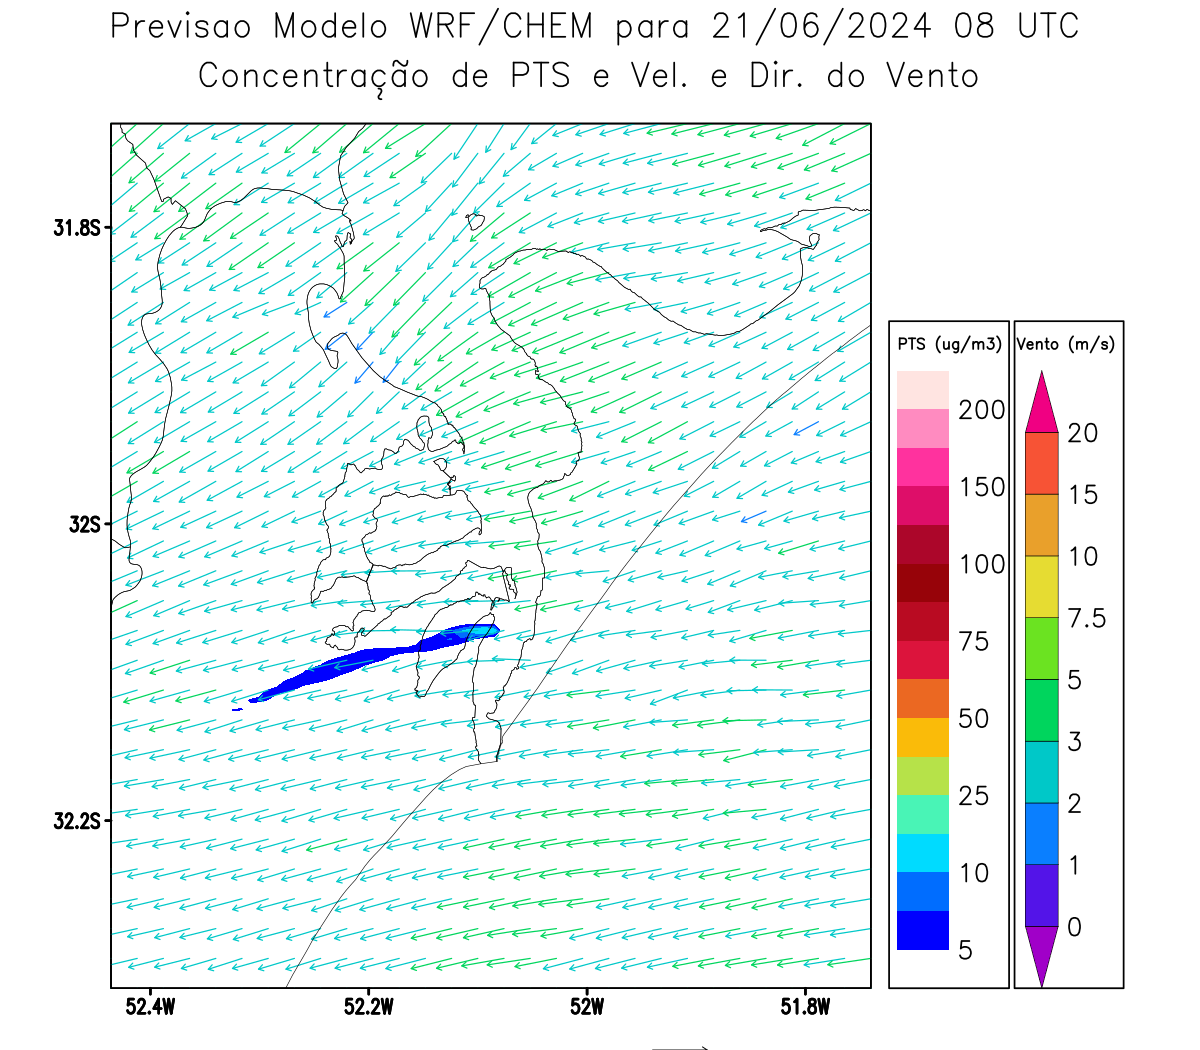 Previsao Modelo WRF/CHEM para 21/06/2024 08 UTC
Concentração de PTS e Vel. e Dir. do Vento
31.8S
32S
32.2S
52.4W 52.2W 52W 51.8W
PTS (ug/m3)
200
150
100
75
50
25
10
5
Vento (m/s)
20
15
10
7.5
5
3
2
1
0